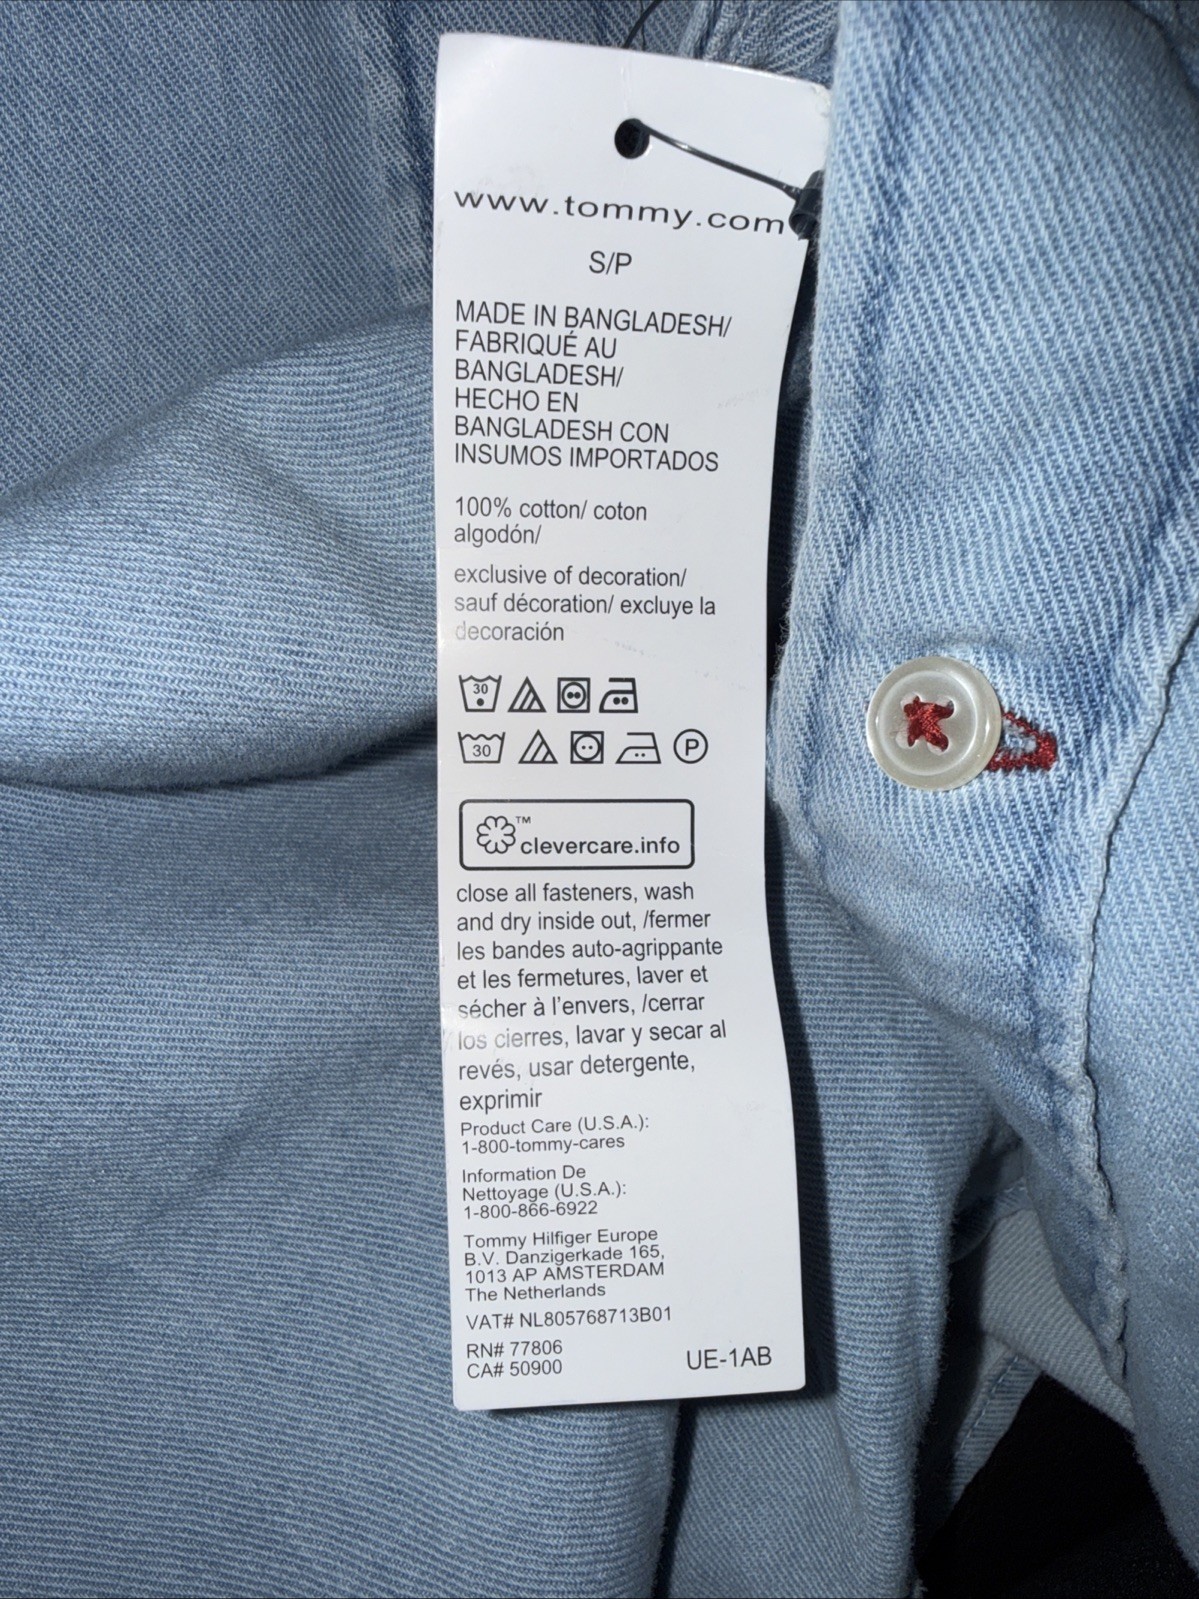 www.tommy.com
S/P
MADE IN BANGLADESH/
FABRIQUÉ AU
BANGLADESH/
HECHO EN
BANGLADESH CON
INSUMOS IMPORTADOS
100% cotton/ coton
algodón/
exclusive of decoration/
sauf décoration/ excluye la
decoración
30
30 P
™
clevercare.info
close all fasteners, wash
and dry inside out, /fermer
les bandes auto-agrippante
et les fermetures, laver et
sécher à l'envers, /cerrar
los cierres, lavar y secar al
revés, usar detergente,
exprimir
Product Care (U.S.A.):
1-800-tommy-cares
Information De
Nettoyage (U.S.A.):
1-800-866-6922
Tommy Hilfiger Europe
B.V. Danzigerkade 165,
1013 AP AMSTERDAM
The Netherlands
VAT# NL805768713B01
RN# 77806
CA# 50900 UE-1AB